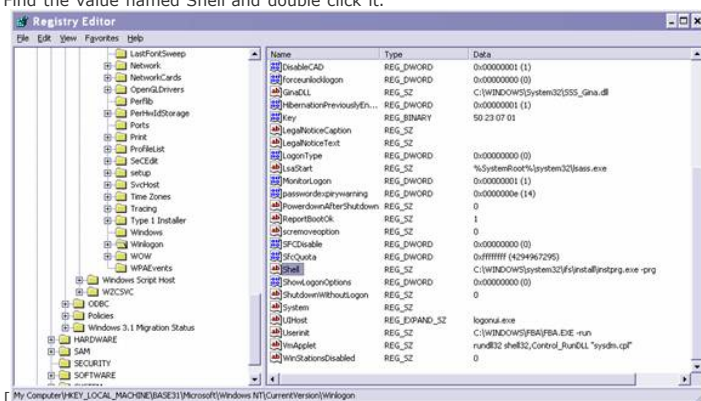 Find the value named Shell and double click it.
Registry Editor
File Edit View Favorites Help
LastFontSweep
Network
NetworkCards
OpenGLDrivers
Perflib
PerHwIdStorage
Ports
Print
ProfileList
SeCEdit
setup
SvcHost
Time Zones
Tracing
Type 1 Installer
Windows
Winlogon
WOW
WPAEvents
Windows Script Host
WZCSVC
ODBC
Policies
Windows 3.1 Migration Status
HARDWARE
SAM
SECURITY
SOFTWARE
Name Type Data
DisableCAD REG_DWORD 0x00000001 (1)
forceunlocklogon REG_DWORD 0x00000000 (0)
GinaDLL REG_SZ C:\WINDOWS\System32\SSS_Gina.dll
HibernationPreviouslyEn... REG_DWORD 0x00000001 (1)
Key REG_BINARY 50 23 07 01
LegalNoticeCaption REG_SZ
LegalNoticeText REG_SZ
LogonType REG_DWORD 0x00000000 (0)
LsaStart REG_SZ %SystemRoot%\system32\lsass.exe
MonitorLogon REG_DWORD 0x00000001 (1)
passwordexpirywarning REG_DWORD 0x0000000e (14)
PowerdownAfterShutdown REG_SZ 0
ReportBootOk REG_SZ 1
scremoveoption REG_SZ 0
SFCDisable REG_DWORD 0x00000000 (0)
SfcQuota REG_DWORD 0xffffffff (4294967295)
Shell REG_SZ C:\WINDOWS\system32\ifs\install\instprg.exe -prg
ShowLogonOptions REG_DWORD 0x00000000 (0)
ShutdownWithoutLogon REG_SZ 0
System REG_SZ
UIHost REG_EXPAND_SZ logonui.exe
Userinit REG_SZ C:\WINDOWS\FBA\FBA.EXE -run
VmApplet REG_SZ rundll32 shell32,Control_RunDLL "sysdm.cpl"
WinStationsDisabled REG_SZ 0
[ My Computer\HKEY_LOCAL_MACHINE\BASE31\Microsoft\Windows NT\CurrentVersion\Winlogon